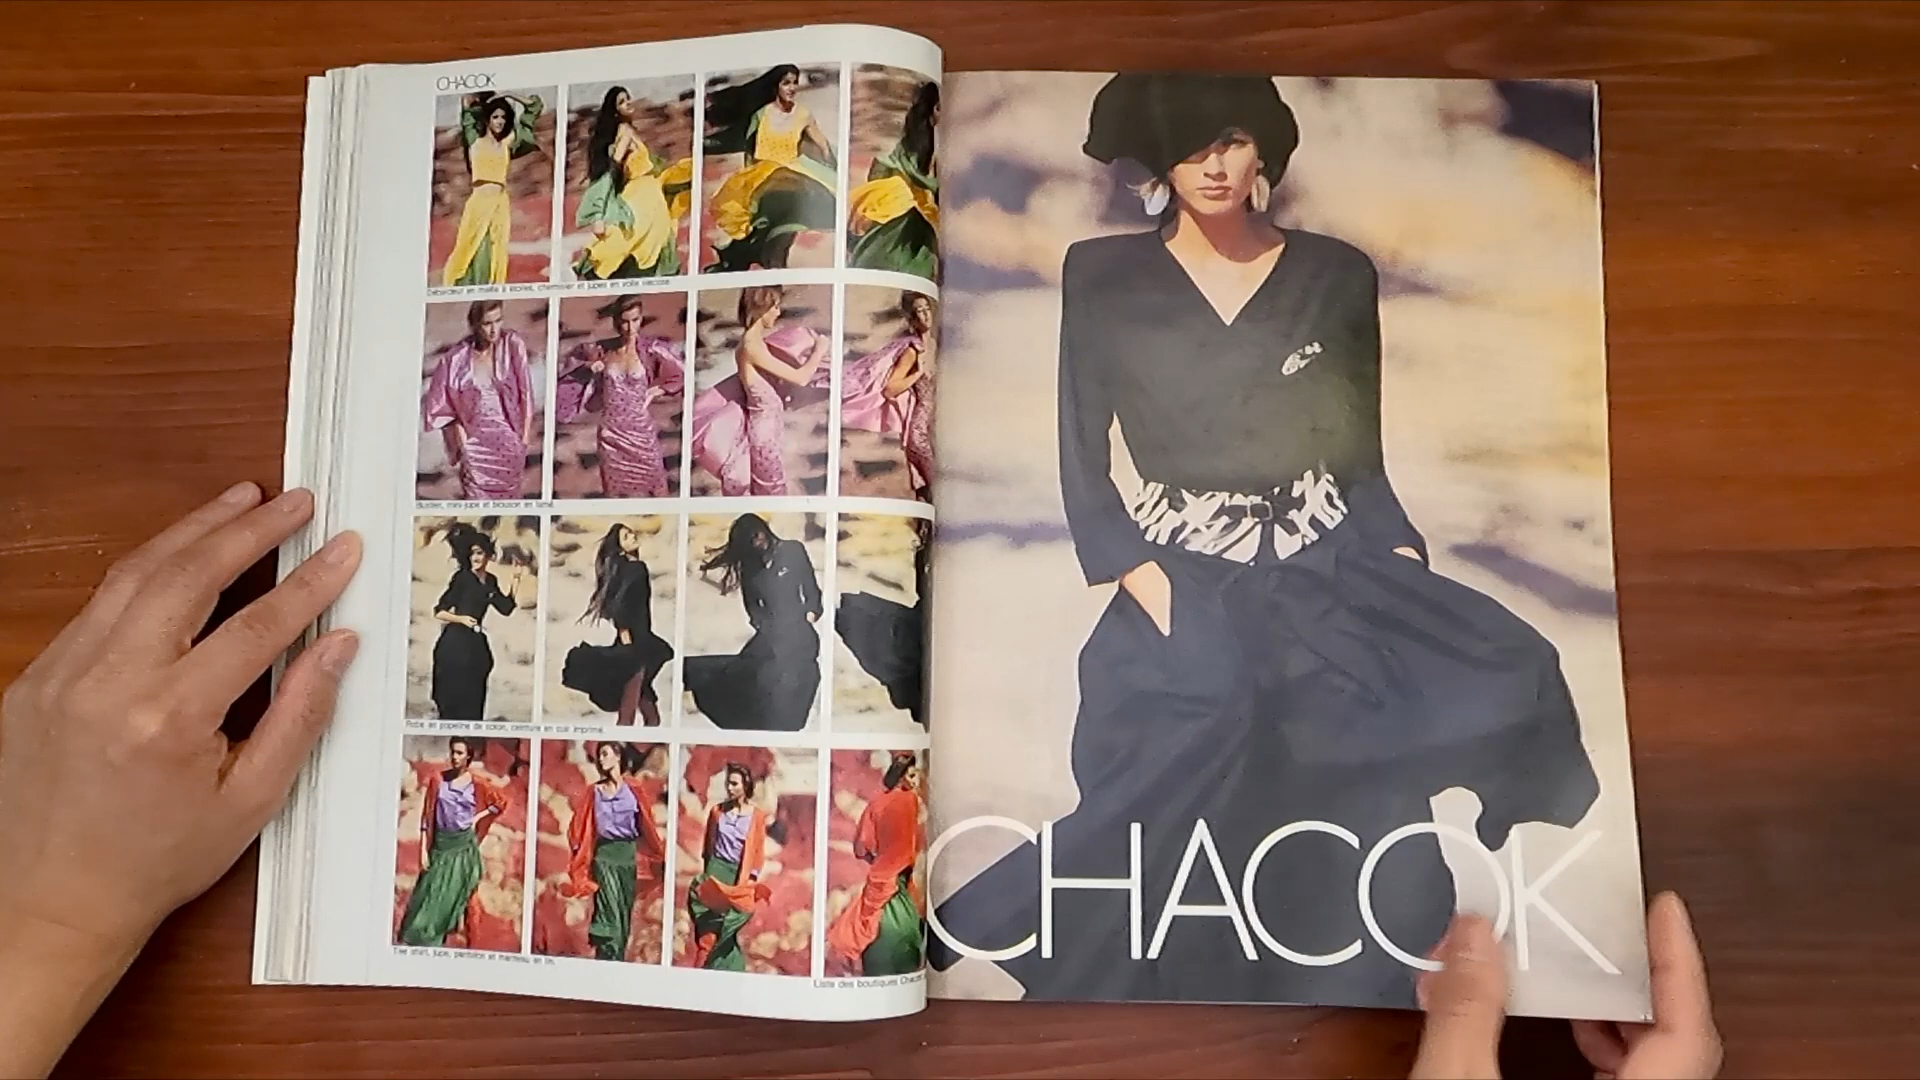 CHACOK
Débardeur en maille à étoiles, chemisier et jupes en voile viscose.
Bustier, mini-jupe et blouson en lamé.
Robe en popeline de coton, ceinture en cuir imprimé.
Tee shirt, jupe, pantalon et manteau en lin.
Liste des boutiques Chacok
CHACOK